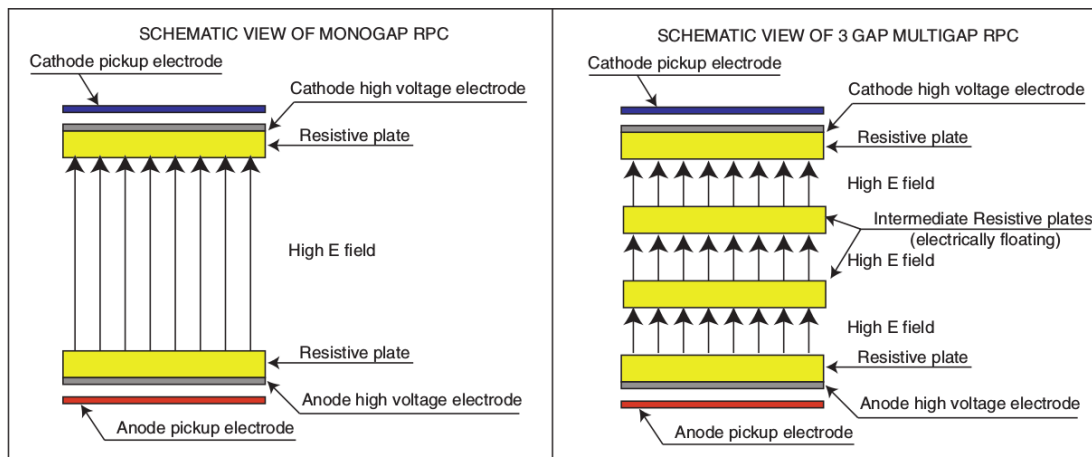 SCHEMATIC VIEW OF MONOGAP RPC
Cathode pickup electrode
Cathode high voltage electrode
Resistive plate
High E field
Resistive plate
Anode high voltage electrode
Anode pickup electrode
SCHEMATIC VIEW OF 3 GAP MULTIGAP RPC
Cathode pickup electrode
Cathode high voltage electrode
Resistive plate
High E field
Intermediate Resistive plates
(electrically floating)
High E field
High E field
Resistive plate
Anode high voltage electrode
Anode pickup electrode